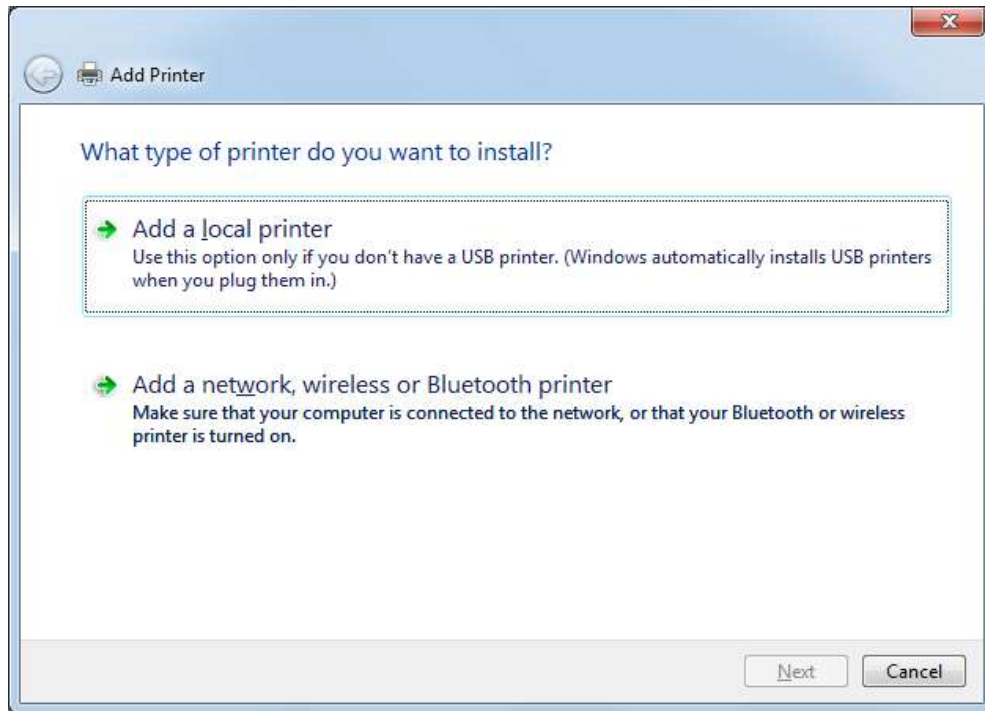 Add Printer
What type of printer do you want to install?
Add a local printer
Use this option only if you don't have a USB printer. (Windows automatically installs USB printers
when you plug them in.)
Add a network, wireless or Bluetooth printer
Make sure that your computer is connected to the network, or that your Bluetooth or wireless
printer is turned on.
Next
Cancel